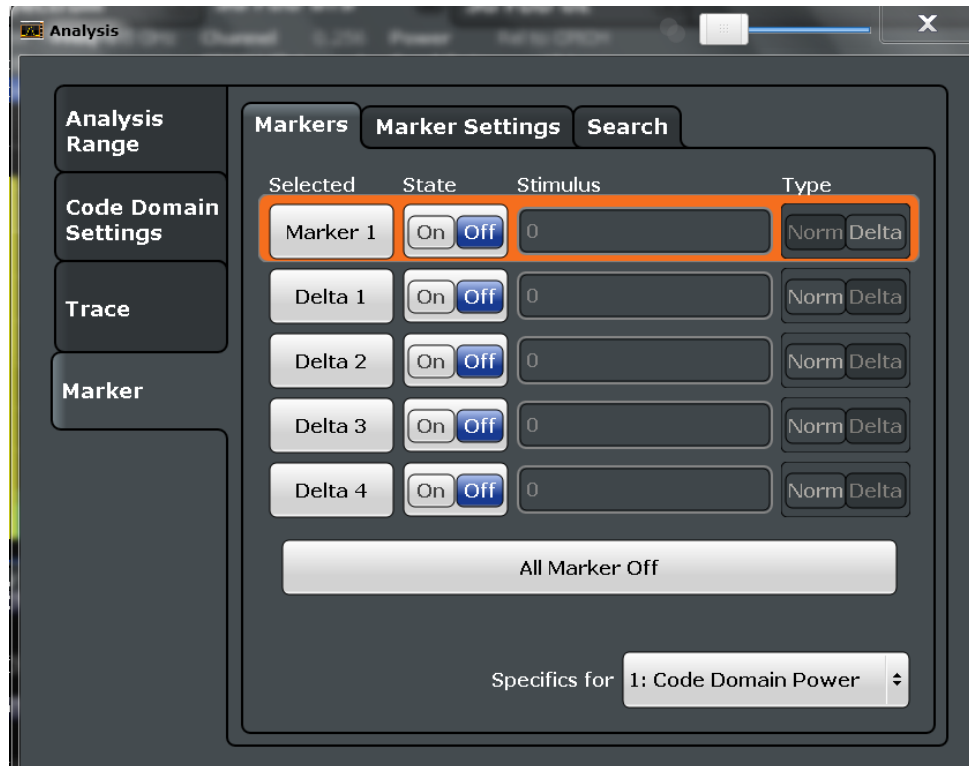 Analysis
Analysis
Range
Code Domain
Settings
Trace
Marker
Markers Marker Settings Search
Selected State Stimulus Type
Marker 1 On Off 0 Norm Delta
Delta 1 On Off 0 Norm Delta
Delta 2 On Off 0 Norm Delta
Delta 3 On Off 0 Norm Delta
Delta 4 On Off 0 Norm Delta
All Marker Off
Specifics for 1: Code Domain Power